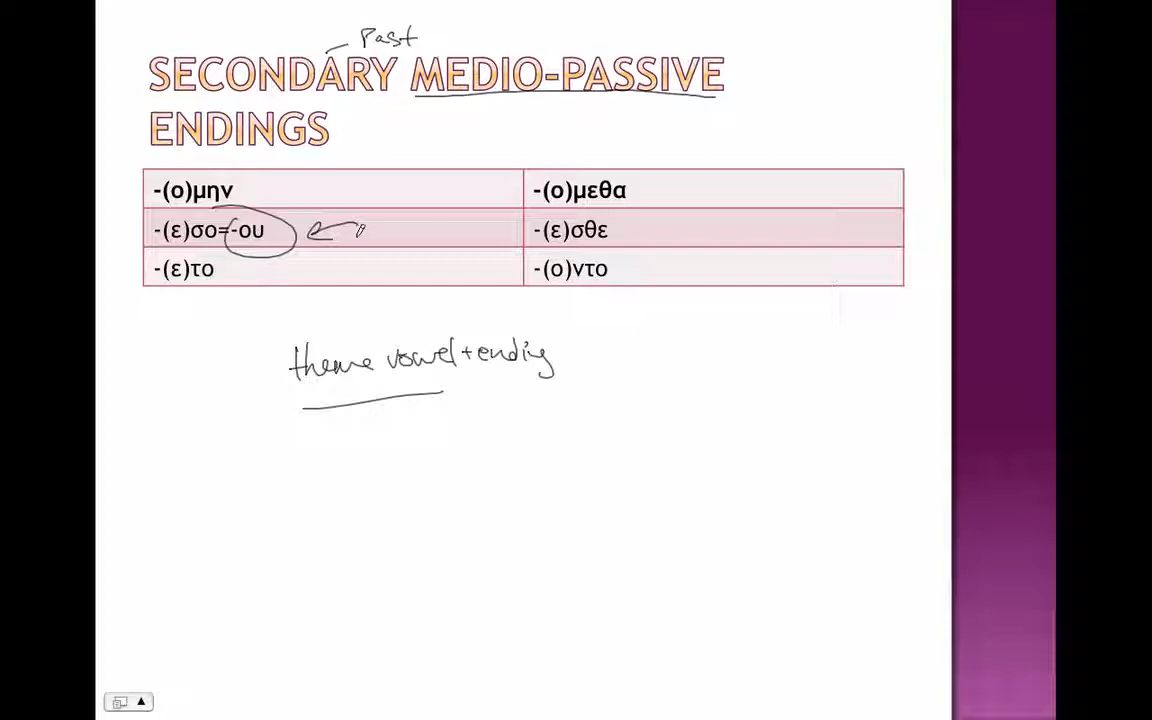 Past
SECONDARY MEDIO-PASSIVE
ENDINGS
-(ο)μην -(ο)μεθα
-(ε)σο=-ου -(ε)σθε
-(ε)το -(ο)ντο
theme vowel + ending